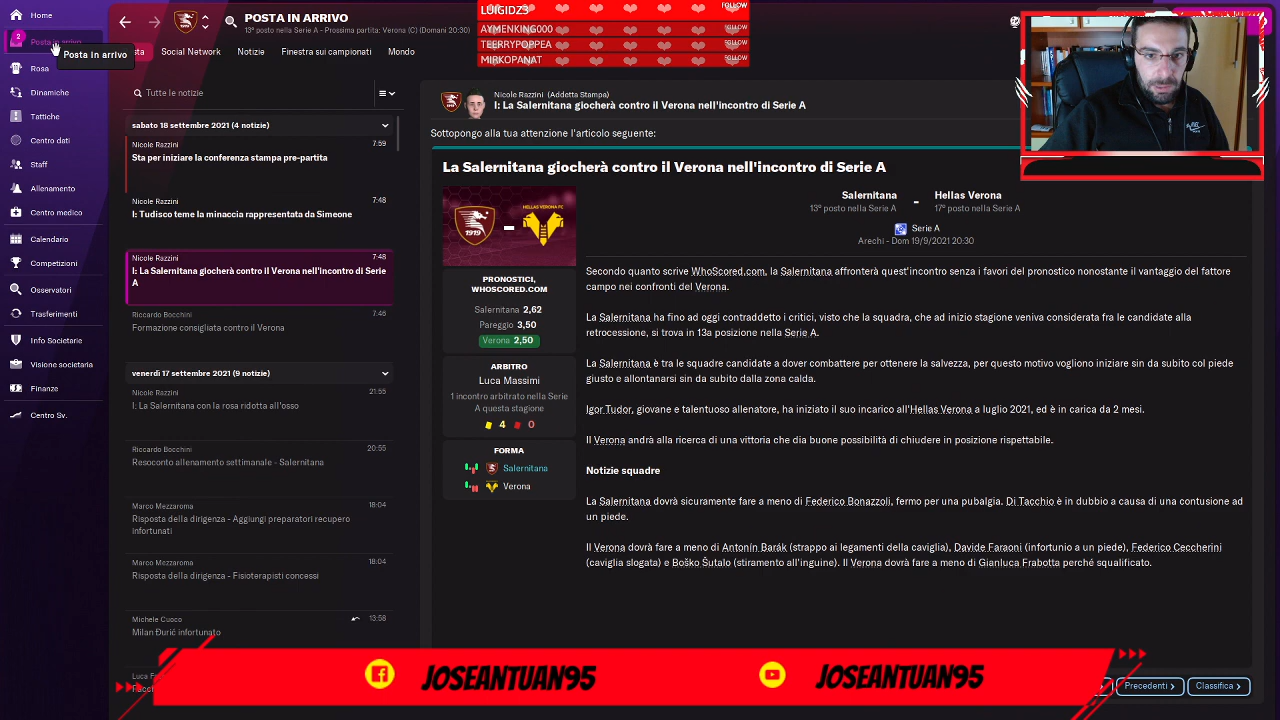 Home
2
Posta in arrivo
Posta in arrivo
Rosa
Dinamiche
Tattiche
Centro dati
Staff
Allenamento
Centro medico
Calendario
Competizioni
Osservatori
Trasferimenti
Info Societarie
Visione societaria
Finanze
Centro Sv.
POSTA IN ARRIVO
13º posto nella Serie A - Prossima partita: Verona (C) (Domani 20:30)
Social Network
Notizie
Finestra sui campionati
Mondo
LUIGIDZ3 FOLLOW
AYMENKING000 FOLLOW
TEERRYPOPPEA FOLLOW
MIRKOPANAT FOLLOW
Tutte le notizie
sabato 18 settembre 2021 (4 notizie)
Nicole Razzini 7:59
Sta per iniziare la conferenza stampa pre-partita
Nicole Razzini 7:48
I: Tudisco teme la minaccia rappresentata da Simeone
Nicole Razzini 7:48
I: La Salernitana giocherà contro il Verona nell'incontro di Serie
A
Riccardo Bocchini 7:46
Formazione consigliata contro il Verona
venerdì 17 settembre 2021 (9 notizie)
Nicole Razzini 21:55
I: La Salernitana con la rosa ridotta all'osso
Riccardo Bocchini 20:55
Resoconto allenamento settimanale - Salernitana
Marco Mezzaroma 18:04
Risposta della dirigenza - Aggiungi preparatori recupero
infortunati
Marco Mezzaroma 18:04
Risposta della dirigenza - Fisioterapisti concessi
Michele Cuoco 13:58
Milan Đurić infortunato
Nicole Razzini (Addetta Stampa)
I: La Salernitana giocherà contro il Verona nell'incontro di Serie A
Sottopongo alla tua attenzione l'articolo seguente:
La Salernitana giocherà contro il Verona nell'incontro di Serie A
1919
HELLAS VERONA FC
Salernitana - Hellas Verona
13º posto nella Serie A 17º posto nella Serie A
Serie A
Arechi - Dom 19/9/2021 20:30
PRONOSTICI,
WHOSCORED.COM
Salernitana 2,62
Pareggio 3,50
Verona 2,50
ARBITRO
Luca Massimi
1 incontro arbitrato nella Serie
A questa stagione
4 0
FORMA
Salernitana
Verona
Secondo quanto scrive WhoScored.com, la Salernitana affronterà quest'incontro senza i favori del pronostico nonostante il vantaggio del fattore
campo nei confronti del Verona.
La Salernitana ha fino ad oggi contraddetto i critici, visto che la squadra, che ad inizio stagione veniva considerata fra le candidate alla
retrocessione, si trova in 13a posizione nella Serie A.
La Salernitana è tra le squadre candidate a dover combattere per ottenere la salvezza, per questo motivo vogliono iniziare sin da subito col piede
giusto e allontanarsi sin da subito dalla zona calda.
Igor Tudor, giovane e talentuoso allenatore, ha iniziato il suo incarico all'Hellas Verona a luglio 2021, ed è in carica da 2 mesi.
Il Verona andrà alla ricerca di una vittoria che dia buone possibilità di chiudere in posizione rispettabile.
Notizie squadre
La Salernitana dovrà sicuramente fare a meno di Federico Bonazzoli, fermo per una pubalgia. Di Tacchio è in dubbio a causa di una contusione ad
un piede.
Il Verona dovrà fare a meno di Antonín Barák (strappo ai legamenti della caviglia), Davide Faraoni (infortunio a un piede), Federico Ceccherini
(caviglia slogata) e Boško Šutalo (stiramento all'inguine). Il Verona dovrà fare a meno di Gianluca Frabotta perché squalificato.
Precedenti
Classifica
JOSEANTUAN95
JOSEANTUAN95